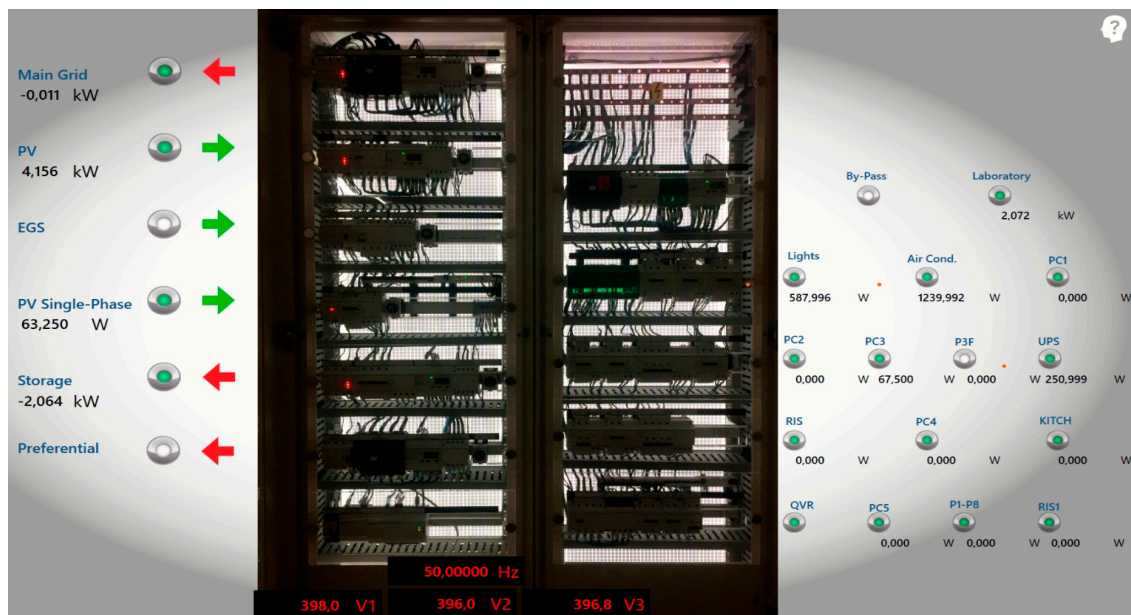 ?
Main Grid
-0,011 kW
PV
4,156 kW
EGS
PV Single-Phase
63,250 W
Storage
-2,064 kW
Preferential
By-Pass Laboratory
2,072 kW
Lights Air Cond. PC1
587,996 W 1239,992 W 0,000 W
PC2 PC3 P3F UPS
0,000 W 67,500 W 0,000 W 250,999 W
RIS PC4 KITCH
0,000 W 0,000 W 0,000 W
QVR PC5 P1-P8 RIS1
0,000 W 0,000 W 0,000 W
50,00000 Hz
398,0 V1 396,0 V2 396,8 V3